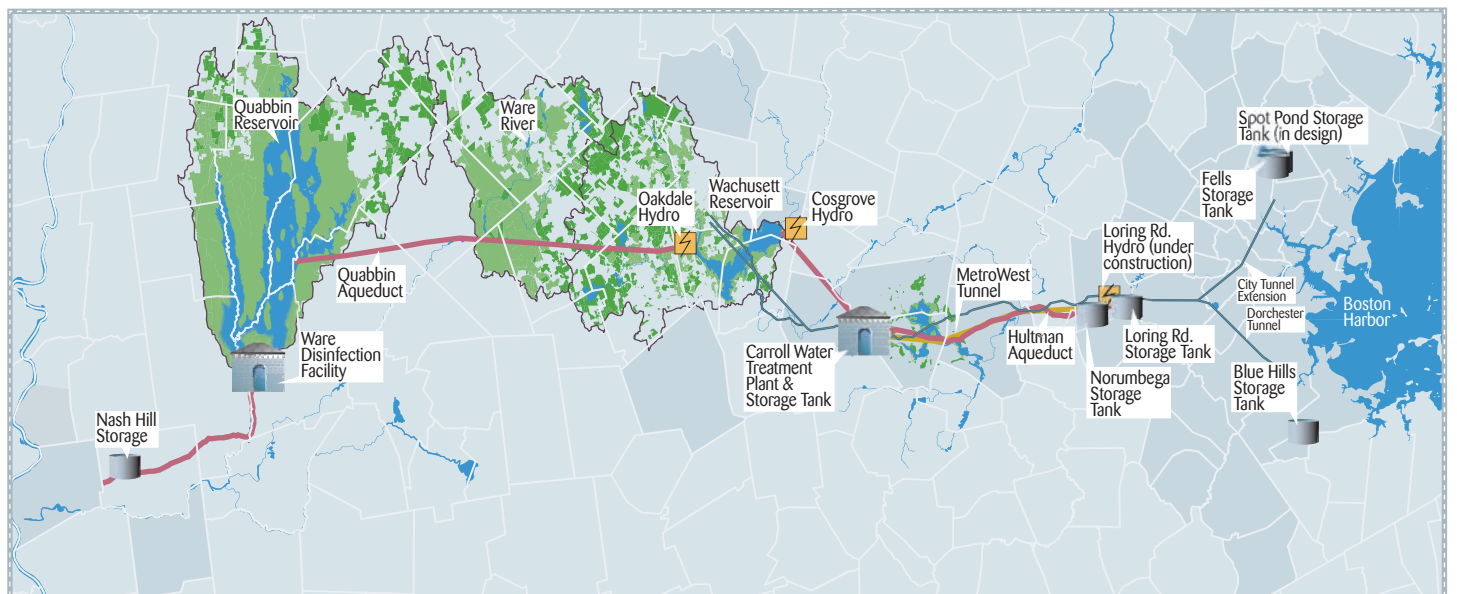 Quabbin
Reservoir
Ware
River
Spot Pond Storage
Tank (in design)
Fells
Storage
Tank
Oakdale
Hydro
Wachusett
Reservoir
Cosgrove
Hydro
Loring Rd.
Hydro (under
construction)
Quabbin
Aqueduct
MetroWest
Tunnel
City Tunnel
Extension
Dorchester
Tunnel
Boston
Harbor
Ware
Disinfection
Facility
Carroll Water
Treatment
Plant &
Storage Tank
Hultman
Aqueduct
Loring Rd.
Storage Tank
Norumbega
Storage
Tank
Blue Hills
Storage
Tank
Nash Hill
Storage